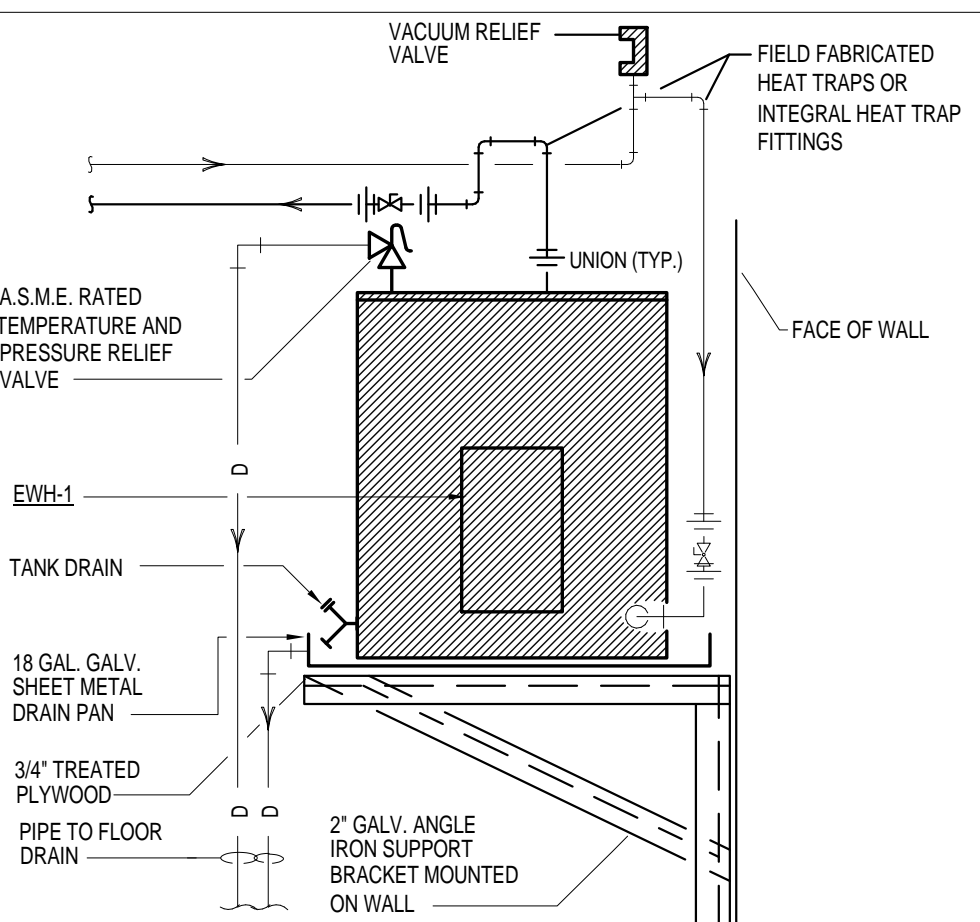 VACUUM RELIEF
VALVE
FIELD FABRICATED
HEAT TRAPS OR
INTEGRAL HEAT TRAP
FITTINGS
UNION (TYP.)
A.S.M.E. RATED
TEMPERATURE AND
PRESSURE RELIEF
VALVE
FACE OF WALL
D
EWH-1
TANK DRAIN
18 GAL. GALV.
SHEET METAL
DRAIN PAN
3/4" TREATED
PLYWOOD
D D
PIPE TO FLOOR
DRAIN
2" GALV. ANGLE
IRON SUPPORT
BRACKET MOUNTED
ON WALL